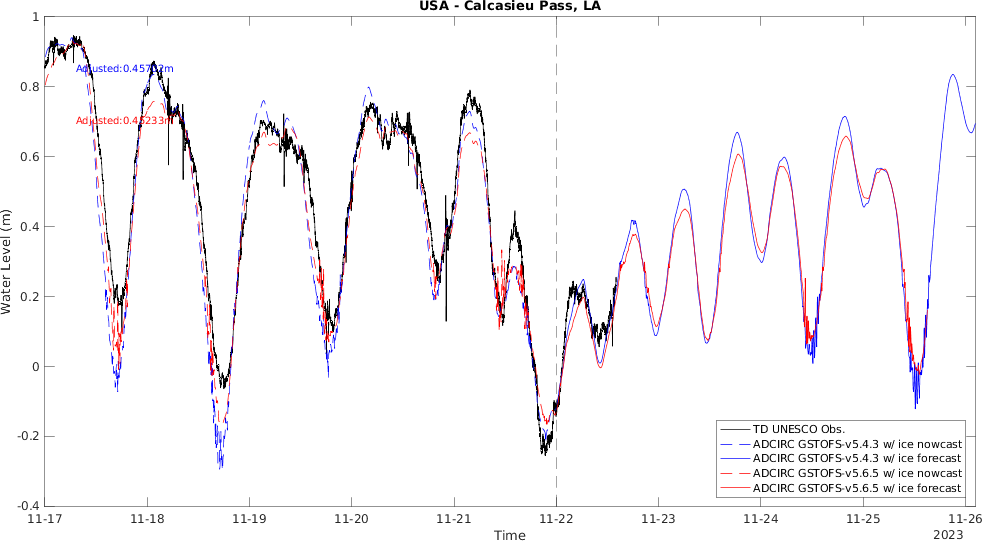 USA - Calcasieu Pass, LA
1
0.8
0.6
0.4
0.2
0
-0.2
-0.4
Water Level (m)
Adjusted:0.45
Adjusted:0.45233m
TD UNESCO Obs.
ADCIRC GSTOFS-v5.4.3 w/ ice nowcast
ADCIRC GSTOFS-v5.4.3 w/ ice forecast
ADCIRC GSTOFS-v5.6.5 w/ ice nowcast
ADCIRC GSTOFS-v5.6.5 w/ ice forecast
11-17 11-18 11-19 11-20 11-21 11-22 11-23 11-24 11-25 11-26
Time
2023